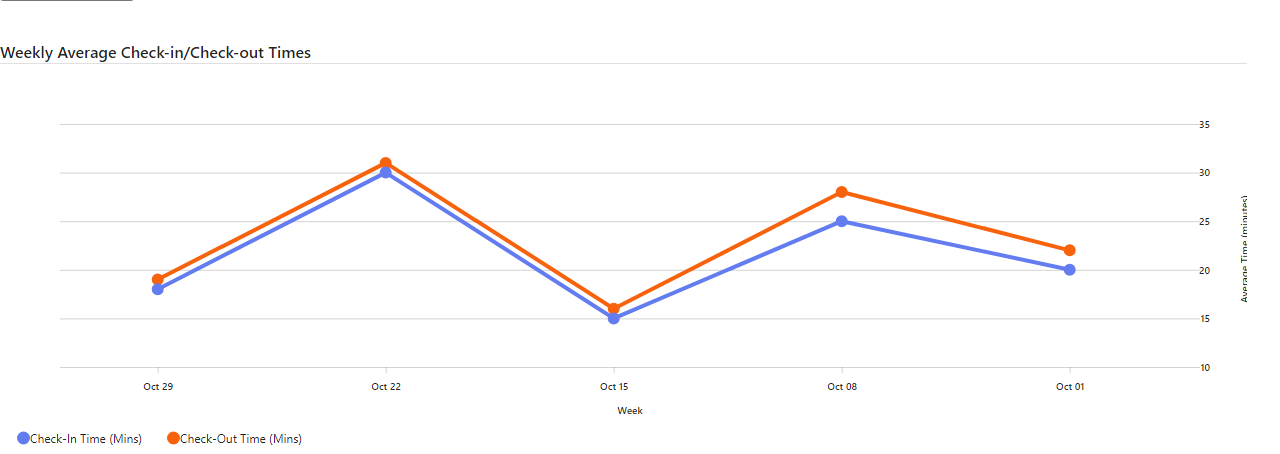 Weekly Average Check-in/Check-out Times
35
30
25
20
15
10
Average Time (minutes)
Oct 29 Oct 22 Oct 15 Oct 08 Oct 01
Week
Check-In Time (Mins) Check-Out Time (Mins)